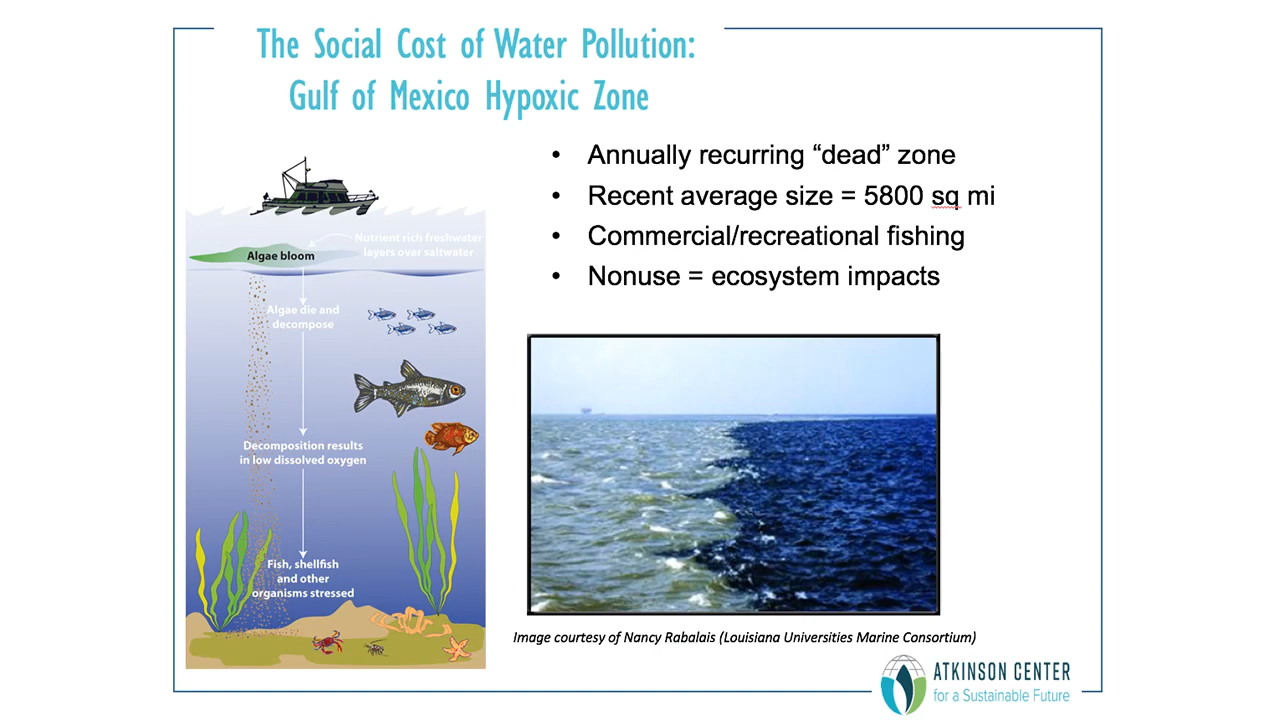 The Social Cost of Water Pollution:
Gulf of Mexico Hypoxic Zone
• Annually recurring “dead” zone
• Recent average size = 5800 sq mi
• Commercial/recreational fishing
• Nonuse = ecosystem impacts
Nutrient rich freshwater
layers over saltwater
Algae bloom
Algae die and
decompose
Decomposition results
in low dissolved oxygen
Fish, shellfish
and other
organisms stressed
Image courtesy of Nancy Rabalais (Louisiana Universities Marine Consortium)
ATKINSON CENTER
for a Sustainable Future